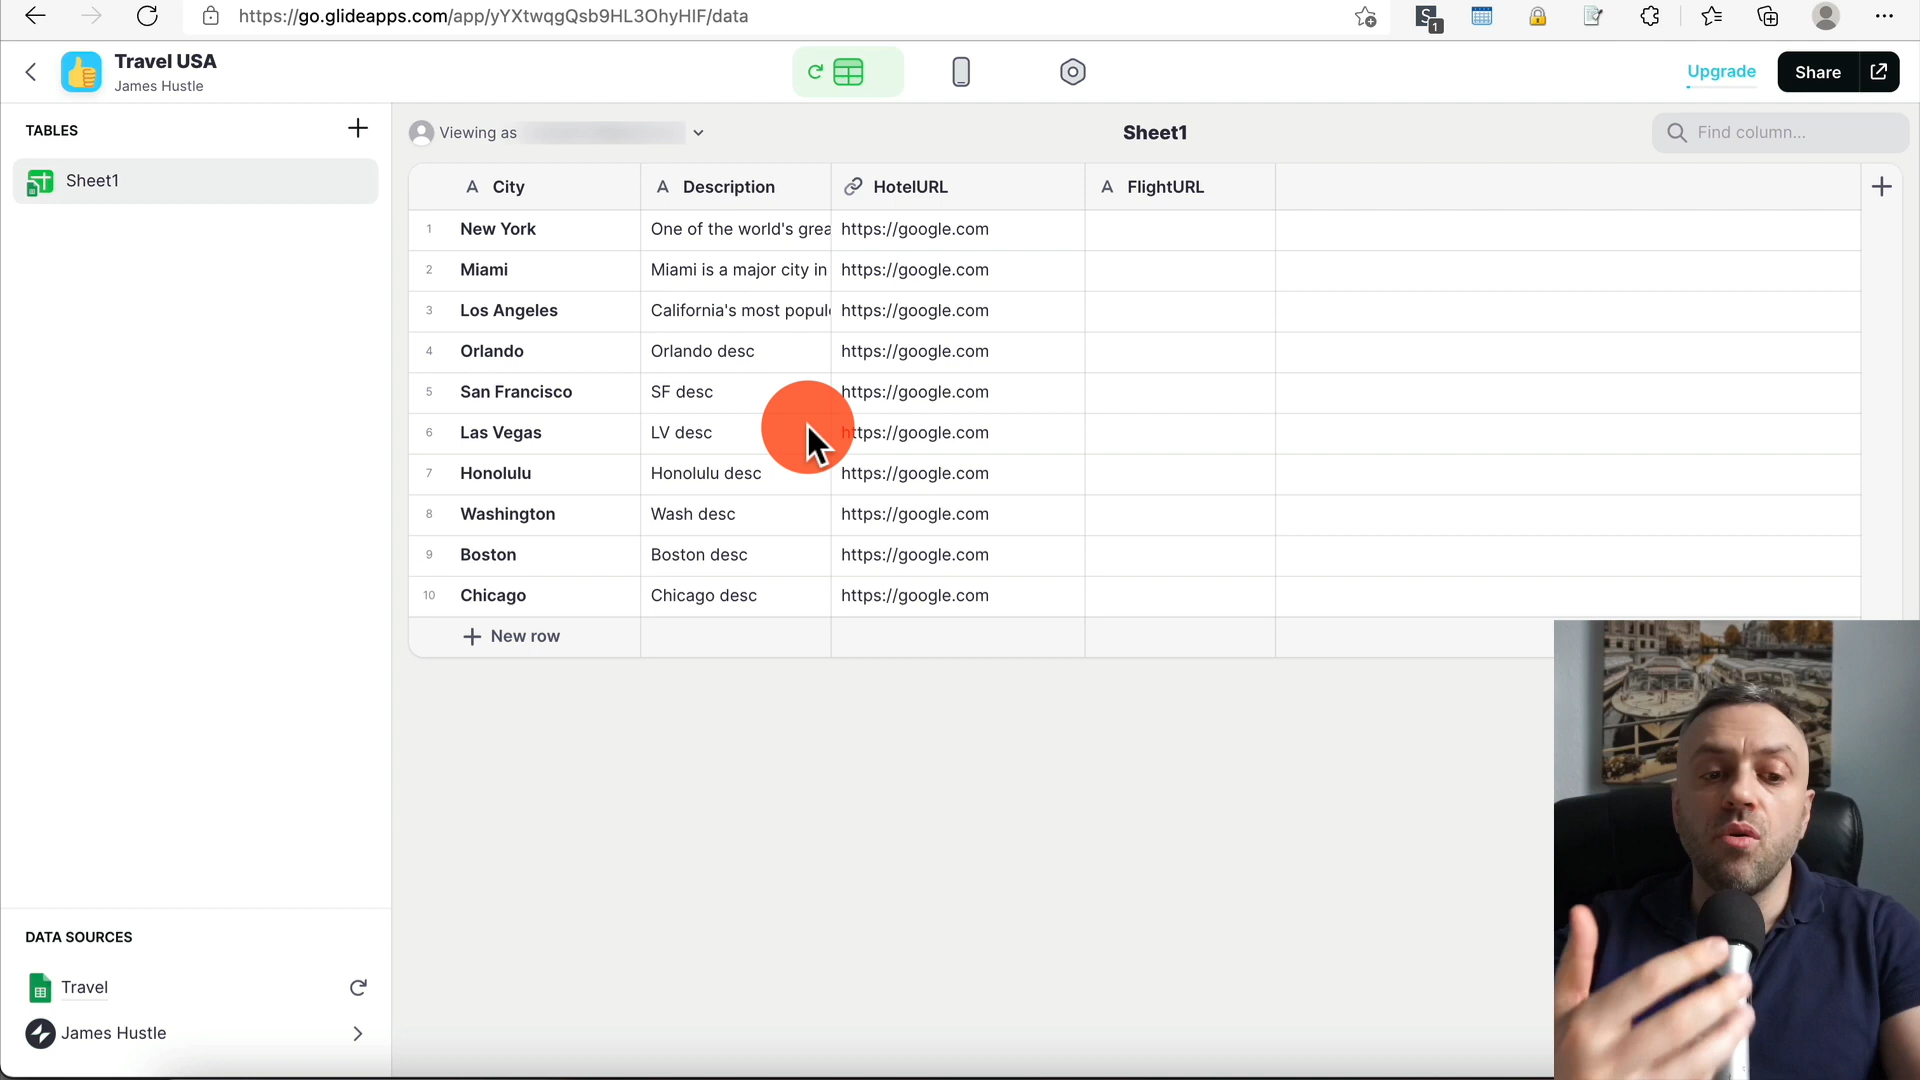 https://go.glideapps.com/app/yYXtwqgQsb9HL3OhyHIF/data
1
Travel USA
James Hustle
Upgrade
Share
TABLES
Sheet1
Viewing as
Sheet1
Find column...
City Description HotelURL FlightURL
1 New York One of the world's grea https://google.com
2 Miami Miami is a major city in https://google.com
3 Los Angeles California's most popul https://google.com
4 Orlando Orlando desc https://google.com
5 San Francisco SF desc https://google.com
6 Las Vegas LV desc https://google.com
7 Honolulu Honolulu desc https://google.com
8 Washington Wash desc https://google.com
9 Boston Boston desc https://google.com
10 Chicago Chicago desc https://google.com
New row
DATA SOURCES
Travel
James Hustle